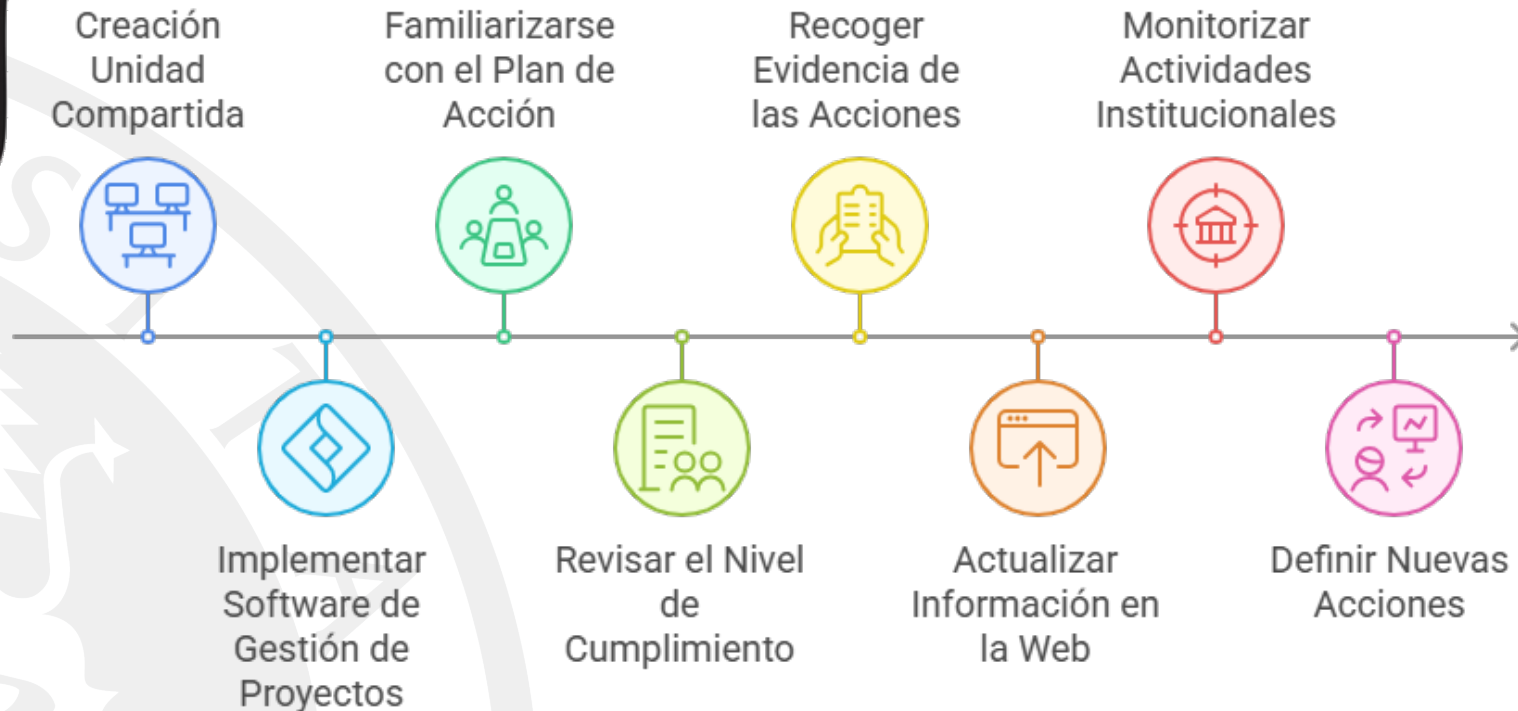 Creación
Unidad
Compartida
Familiarizarse
con el Plan de
Acción
Recoger
Evidencia de
las Acciones
Monitorizar
Actividades
Institucionales
Implementar
Software de
Gestión de
Proyectos
Revisar el Nivel
de
Cumplimiento
Actualizar
Información en
la Web
Definir Nuevas
Acciones